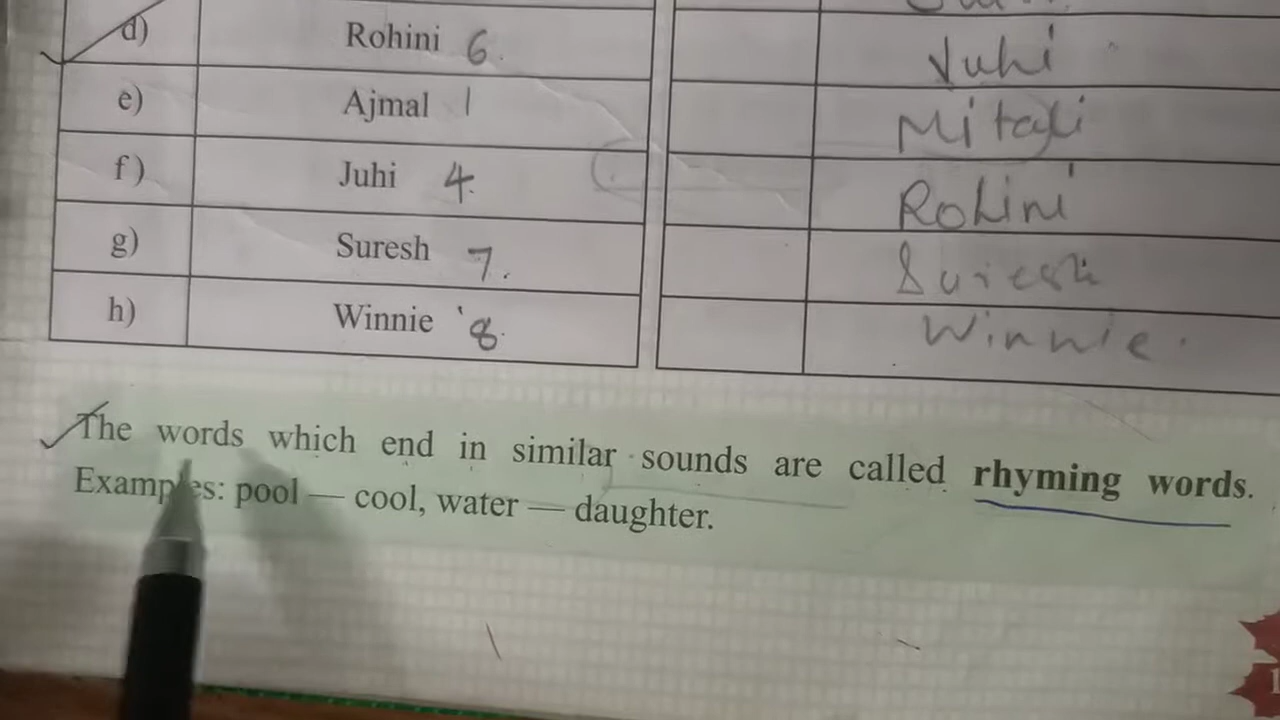 d) Rohini 6. Juhi
e) Ajmal 1 Mitali
f) Juhi 4. Rohini
g) Suresh 7. Suresh
h) Winnie 8. Winnie
The words which end in similar sounds are called rhyming words.
Examples: pool — cool, water — daughter.